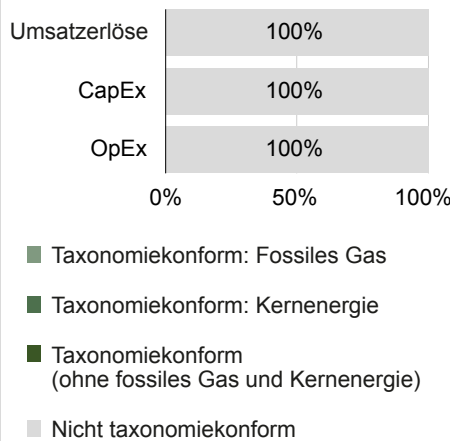 Umsatzerlöse 100%
CapEx 100%
OpEx 100%
0% 50% 100%
Taxonomiekonform: Fossiles Gas
Taxonomiekonform: Kernenergie
Taxonomiekonform
(ohne fossiles Gas und Kernenergie)
Nicht taxonomiekonform